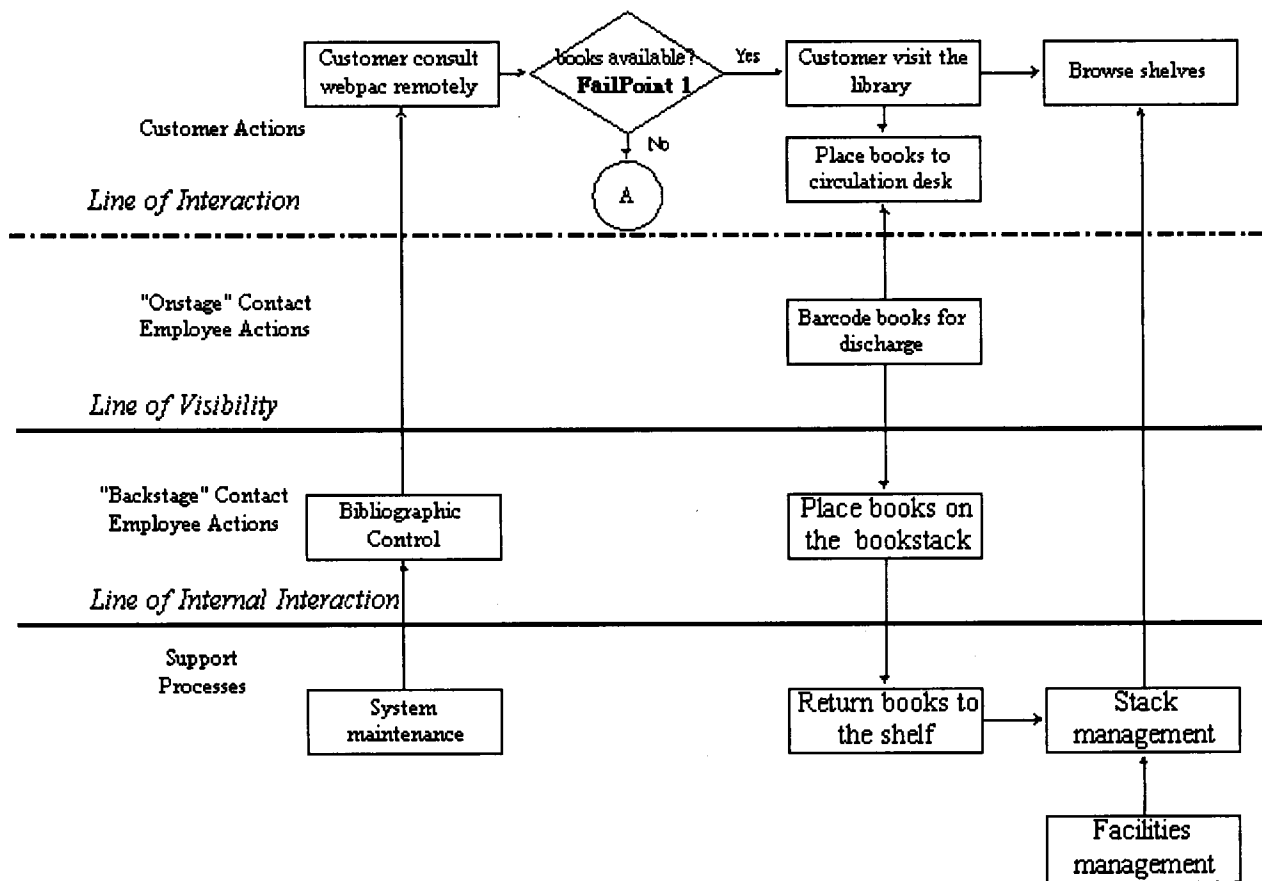 Customer consult
webpac remotely
books available?
FailPoint 1
Yes
No
A
Customer visit the
library
Browse shelves
Place books to
circulation desk
Customer Actions
Line of Interaction
"Onstage" Contact
Employee Actions
Barcode books for
discharge
Line of Visibility
"Backstage" Contact
Employee Actions
Bibliographic
Control
Place books on
the bookstack
Line of Internal Interaction
Support
Processes
System
maintenance
Return books to
the shelf
Stack
management
Facilities
management